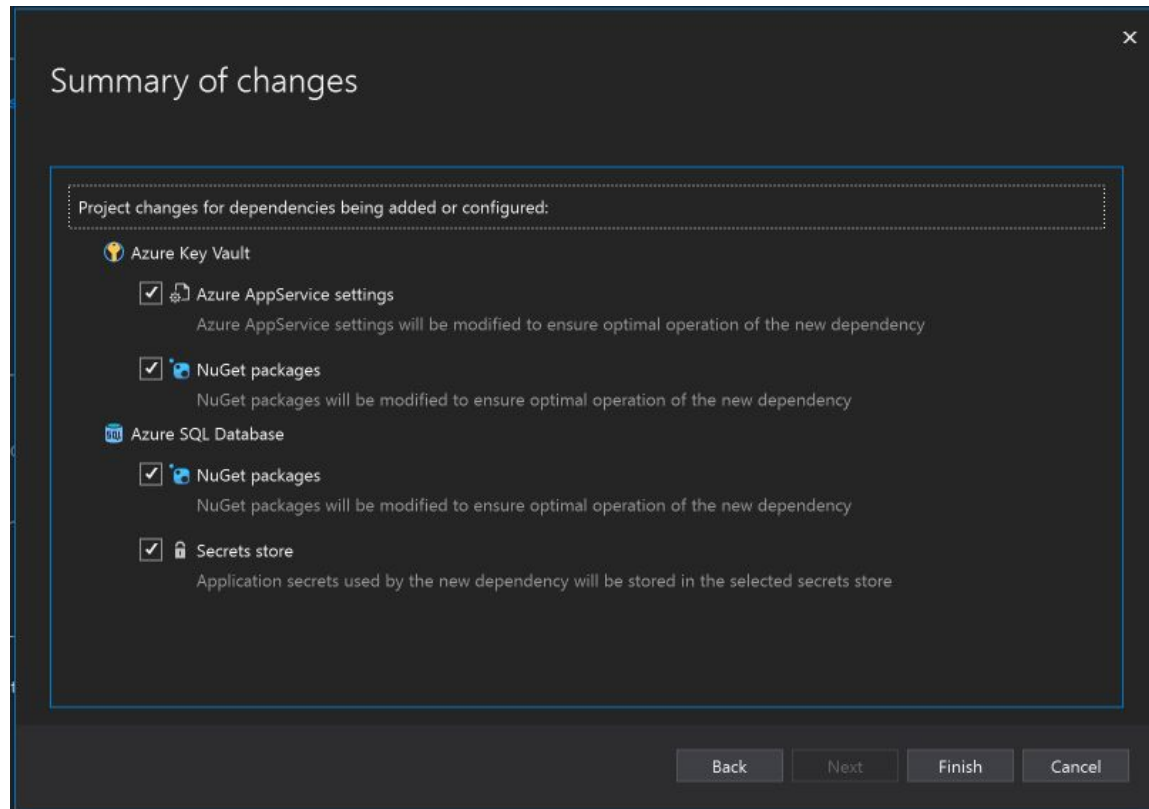 Summary of changes
Project changes for dependencies being added or configured:
Azure Key Vault
Azure AppService settings
Azure AppService settings will be modified to ensure optimal operation of the new dependency
NuGet packages
NuGet packages will be modified to ensure optimal operation of the new dependency
Azure SQL Database
NuGet packages
NuGet packages will be modified to ensure optimal operation of the new dependency
Secrets store
Application secrets used by the new dependency will be stored in the selected secrets store
Back Next Finish Cancel